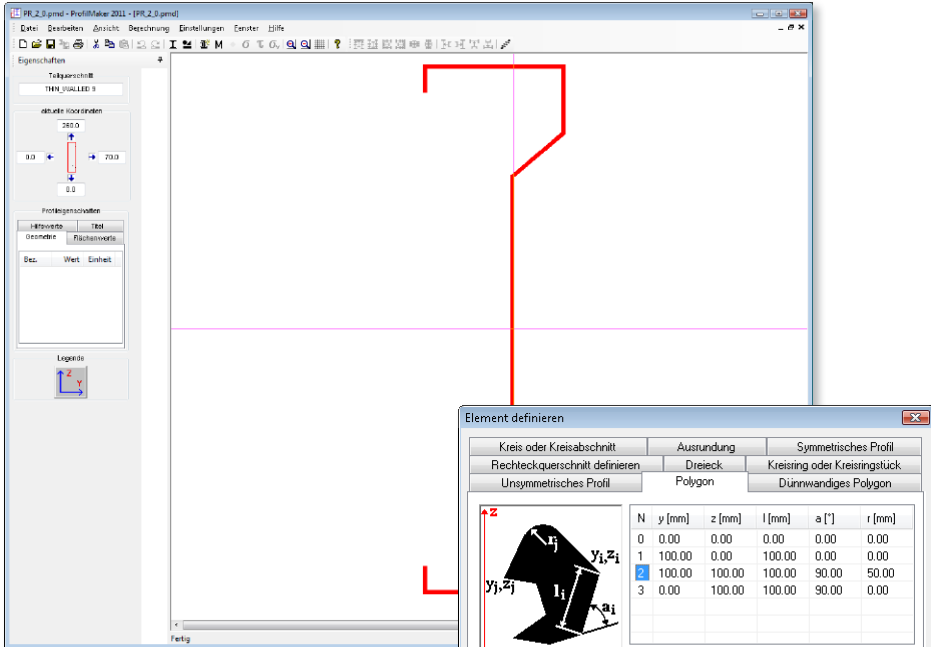 PR_2_0.pmd - ProfilMaker 2011 - [PR_2_0.pmd]
Datei Bearbeiten Ansicht Berechnung Einstellungen Fenster Hilfe
Eigenschaften
Teilquerschnitt
THIN_WALLED 9
aktuelle Koordinaten
260.0
0.0 70.0
0.0
Profileigenschaften
Hilfswerte Titel
Geometrie Flächenwerte
Bez. Wert Einheit
Legende
Z
Y
Fertig
Element definieren
Kreis oder Kreisabschnitt Ausrundung Symmetrisches Profil
Rechteckquerschnitt definieren Dreieck Kreisring oder Kreisringstück
Unsymmetrisches Profil Polygon Dünnwandiges Polygon
z
rj
yi,zi
yj,zj
li
ai
N y [mm] z [mm] l [mm] a [°] r [mm]
0 0.00 0.00 0.00 0.00 0.00
1 100.00 0.00 100.00 0.00 0.00
2 100.00 100.00 100.00 90.00 50.00
3 0.00 100.00 100.00 90.00 0.00